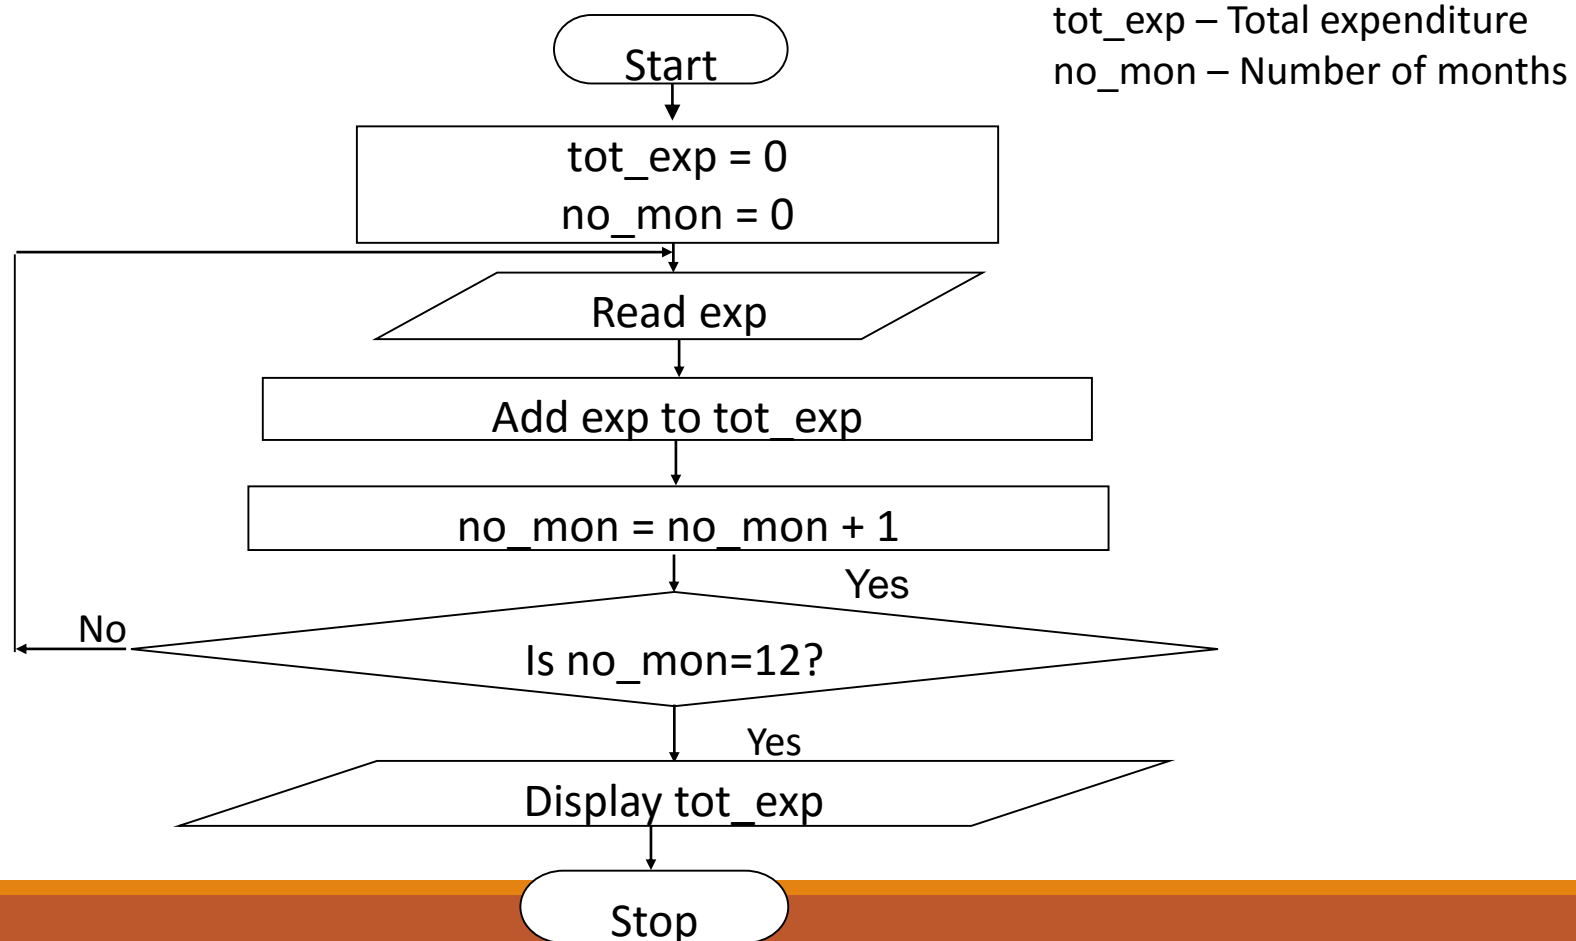 tot_exp – Total expenditure
no_mon – Number of months
Start
tot_exp = 0
no_mon = 0
Read exp
Add exp to tot_exp
no_mon = no_mon + 1
Yes
No
Is no_mon=12?
Yes
Display tot_exp
Stop